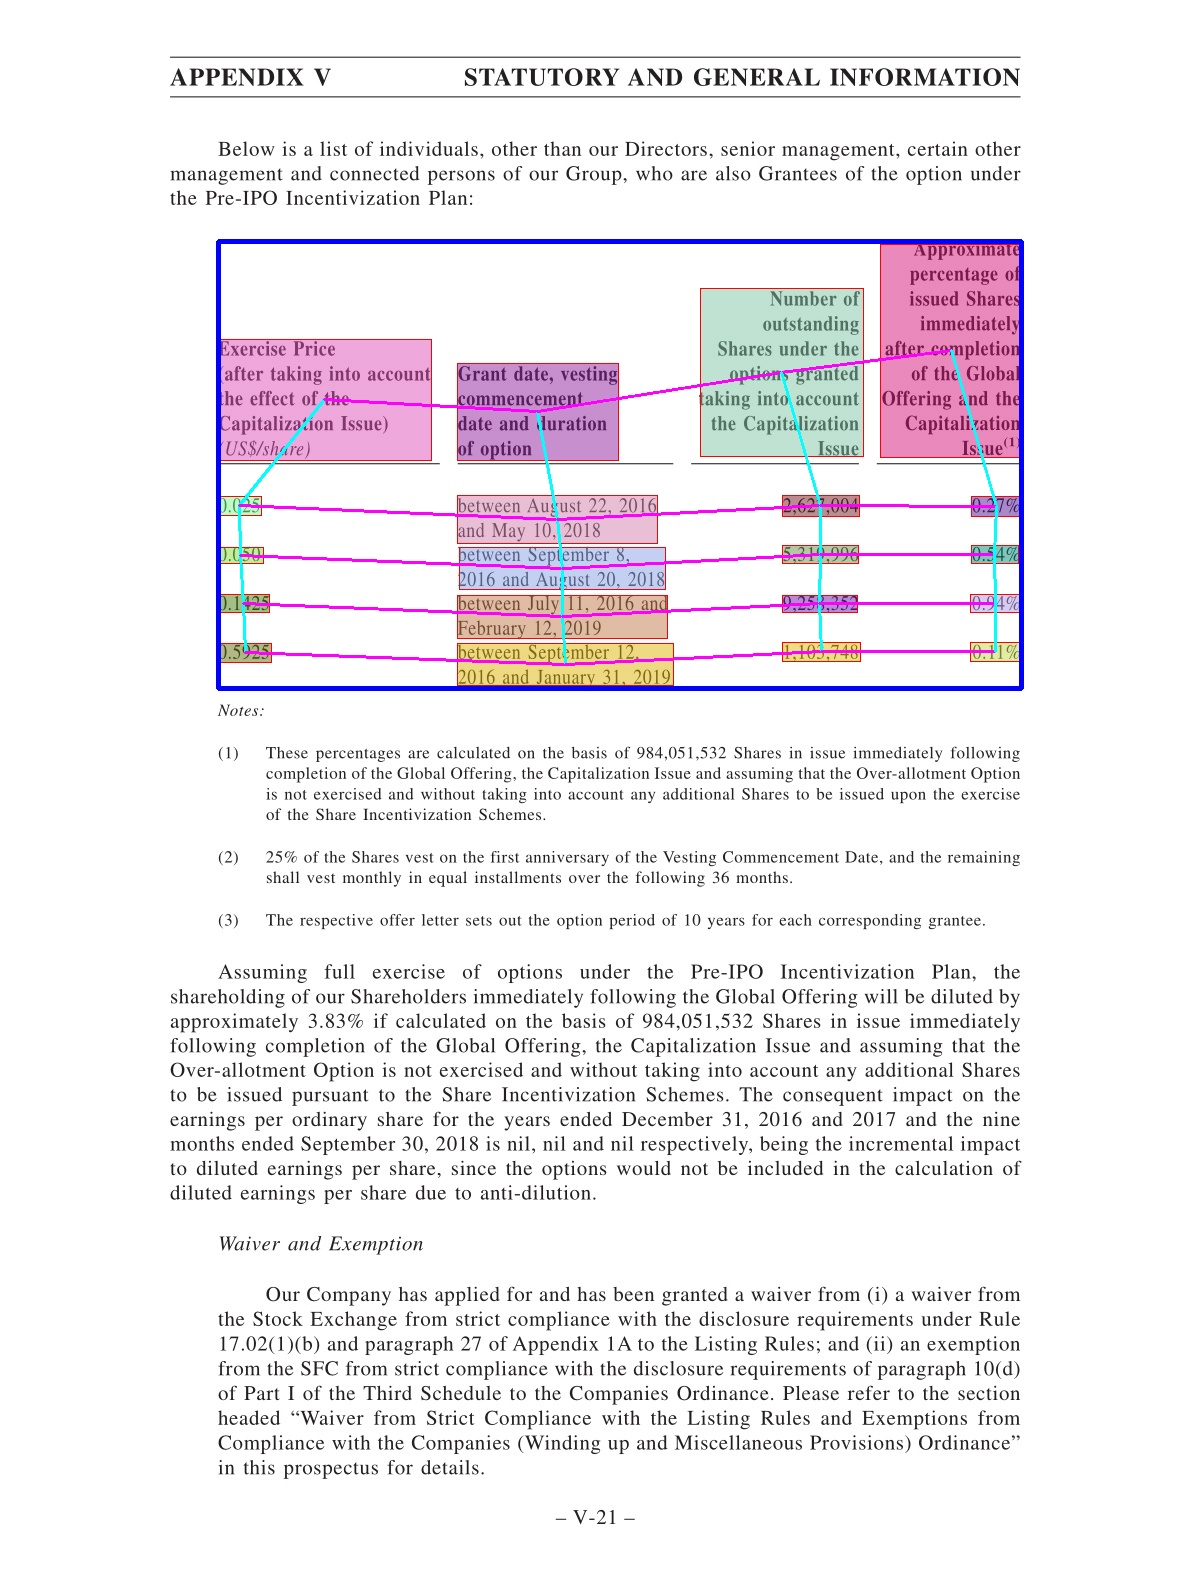 APPENDIX V STATUTORY AND GENERAL INFORMATION
Below is a list of individuals, other than our Directors, senior management, certain other
management and connected persons of our Group, who are also Grantees of the option under
the Pre-IPO Incentivization Plan:
Exercise Price
(after taking into account
the effect of the
Capitalization Issue)
(US$/share)
Grant date, vesting
commencement
date and duration
of option
Number of
outstanding
Shares under the
options granted
taking into account
the Capitalization
Issue
Approximate
percentage of
issued Shares
immediately
after completion
of the Global
Offering and the
Capitalization
Issue(1)
0.025 between August 22, 2016 2,627,004 0.27%
and May 10, 2018
0.050 between September 8, 5,319,996 0.54%
2016 and August 20, 2018
0.1425 between July 11, 2016 and 9,253,352 0.94%
February 12, 2019
0.5925 between September 12, 1,105,748 0.11%
2016 and January 31, 2019
Notes:
(1) These percentages are calculated on the basis of 984,051,532 Shares in issue immediately following
completion of the Global Offering, the Capitalization Issue and assuming that the Over-allotment Option
is not exercised and without taking into account any additional Shares to be issued upon the exercise
of the Share Incentivization Schemes.
(2) 25% of the Shares vest on the first anniversary of the Vesting Commencement Date, and the remaining
shall vest monthly in equal installments over the following 36 months.
(3) The respective offer letter sets out the option period of 10 years for each corresponding grantee.
Assuming full exercise of options under the Pre-IPO Incentivization Plan, the
shareholding of our Shareholders immediately following the Global Offering will be diluted by
approximately 3.83% if calculated on the basis of 984,051,532 Shares in issue immediately
following completion of the Global Offering, the Capitalization Issue and assuming that the
Over-allotment Option is not exercised and without taking into account any additional Shares
to be issued pursuant to the Share Incentivization Schemes. The consequent impact on the
earnings per ordinary share for the years ended December 31, 2016 and 2017 and the nine
months ended September 30, 2018 is nil, nil and nil respectively, being the incremental impact
to diluted earnings per share, since the options would not be included in the calculation of
diluted earnings per share due to anti-dilution.
Waiver and Exemption
Our Company has applied for and has been granted a waiver from (i) a waiver from
the Stock Exchange from strict compliance with the disclosure requirements under Rule
17.02(1)(b) and paragraph 27 of Appendix 1A to the Listing Rules; and (ii) an exemption
from the SFC from strict compliance with the disclosure requirements of paragraph 10(d)
of Part I of the Third Schedule to the Companies Ordinance. Please refer to the section
headed “Waiver from Strict Compliance with the Listing Rules and Exemptions from
Compliance with the Companies (Winding up and Miscellaneous Provisions) Ordinance”
in this prospectus for details.
– V-21 –